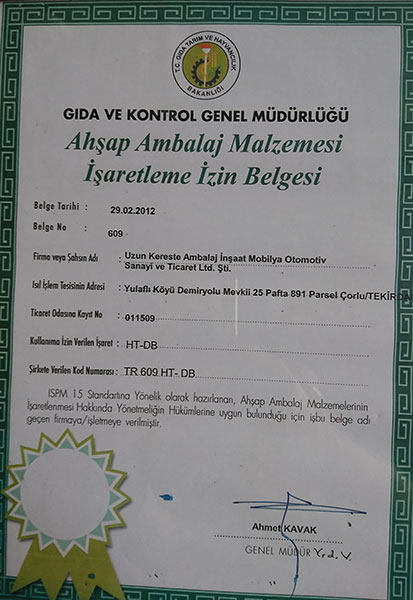 T.C. GIDA TARIM VE HAYVANCILIK
BAKANLIĞI
GIDA VE KONTROL GENEL MÜDÜRLÜĞÜ
Ahşap Ambalaj Malzemesi
İşaretleme İzin Belgesi
Belge Tarihi : 29.02.2012
Belge No : 609
Firma veya Şahsın Adı : Uzun Kereste Ambalaj İnşaat Mobilya Otomotiv
Sanayi ve Ticaret Ltd. Şti.
Isıl İşlem Tesisinin Adresi : Yulaflı Köyü Demiryolu Mevkii 25 Pafta 891 Parsel Çorlu/TEKİRDA
Ticaret Odasına Kayıt No : 011509
Kullanıma İzin Verilen İşaret : HT-DB
Şirkete Verilen Kod Numarası : TR 609 HT- DB
ISPM 15 Standartına Yönelik olarak hazırlanan, Ahşap Ambalaj Malzemelerinin
İşaretlenmesi Hakkında Yönetmeliğin Hükümlerine uygun bulunduğu için işbu belge adı
geçen firmaya/işletmeye verilmiştir.
Ahmet KAVAK
GENEL MÜDÜR Yrd. V.